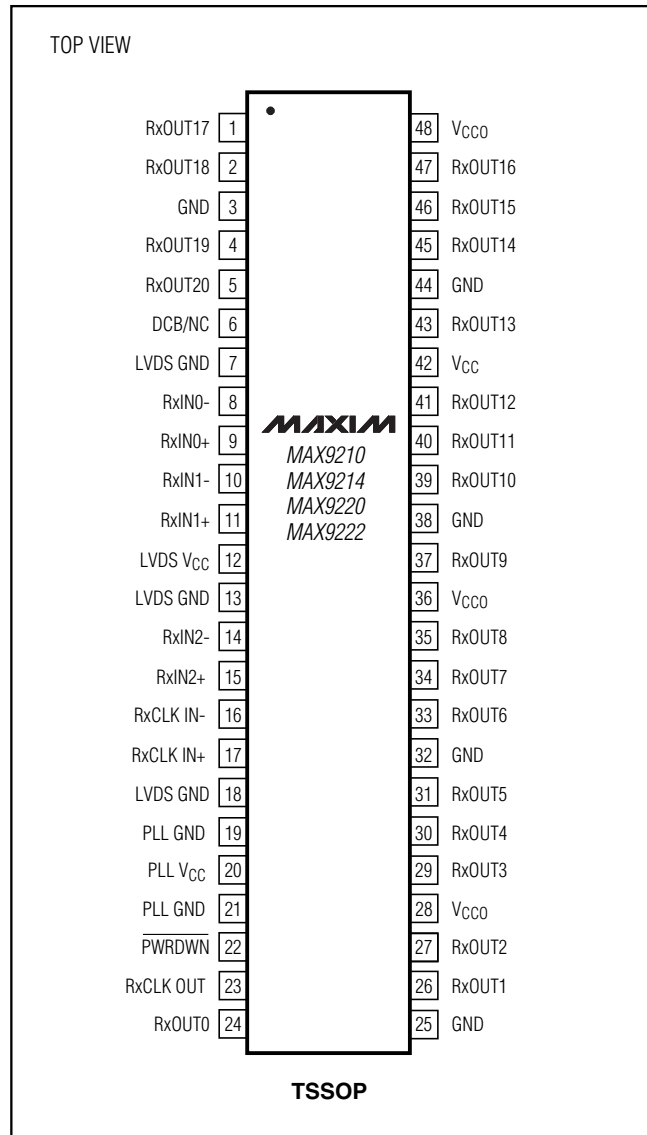 TOP VIEW
RxOUT17 1
48 VCCO
RxOUT18 2
47 RxOUT16
GND 3
46 RxOUT15
RxOUT19 4
45 RxOUT14
RxOUT20 5
44 GND
DCB/NC 6
43 RxOUT13
LVDS GND 7
42 VCC
RxIN0- 8
41 RxOUT12
RxIN0+ 9
40 RxOUT11
RxIN1- 10
39 RxOUT10
RxIN1+ 11
38 GND
LVDS VCC 12
37 RxOUT9
LVDS GND 13
36 VCCO
RxIN2- 14
35 RxOUT8
RxIN2+ 15
34 RxOUT7
RxCLK IN- 16
33 RxOUT6
RxCLK IN+ 17
32 GND
LVDS GND 18
31 RxOUT5
PLL GND 19
30 RxOUT4
PLL VCC 20
29 RxOUT3
PLL GND 21
28 VCCO
PWRDWN 22
27 RxOUT2
RxCLK OUT 23
26 RxOUT1
RxOUT0 24
25 GND
MAXIM
MAX9210
MAX9214
MAX9220
MAX9222
TSSOP